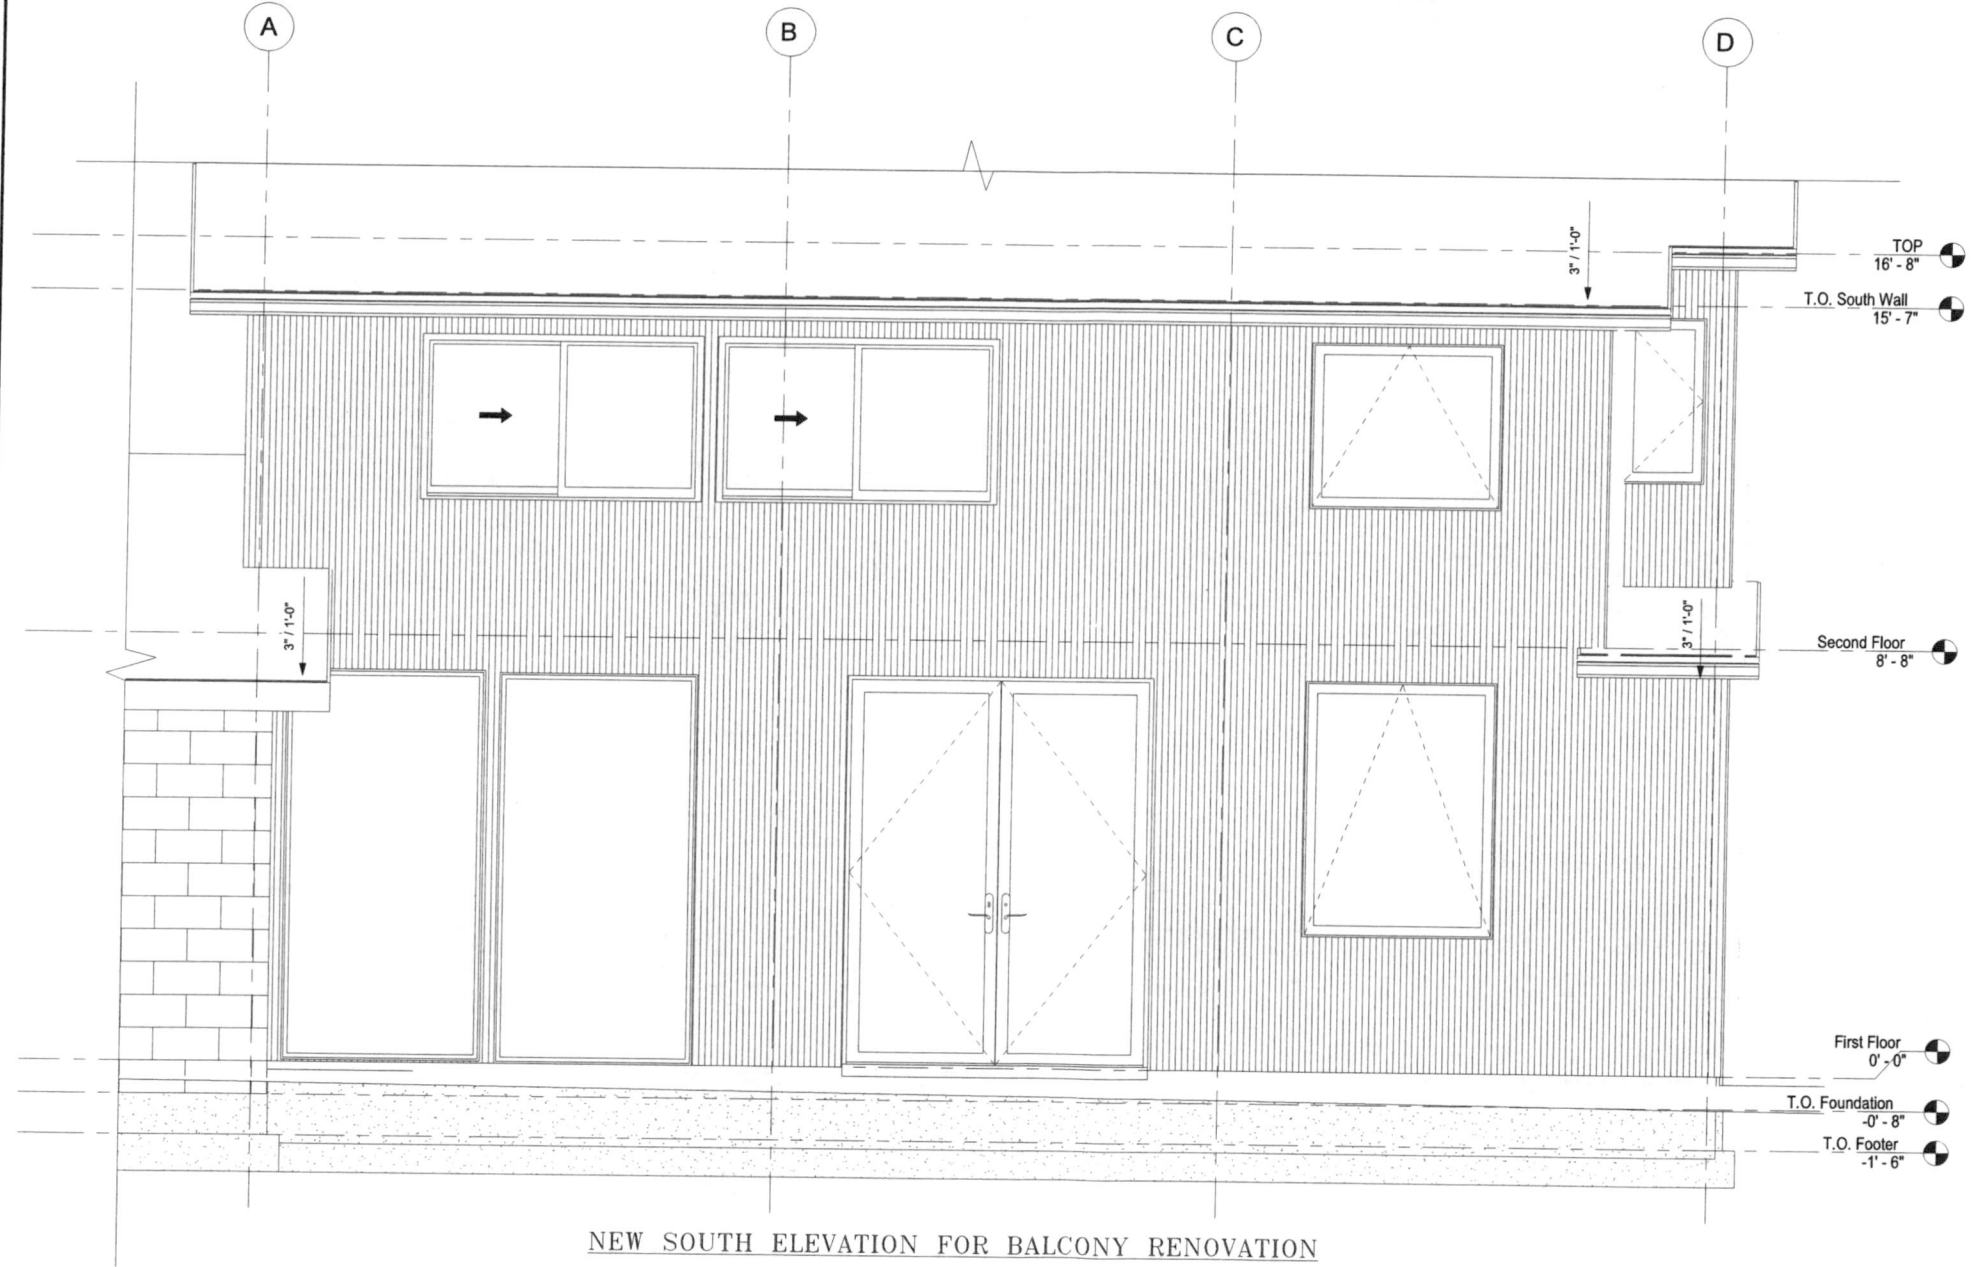 A
B
C
D
3" / 1'-0"
TOP
16' - 8"
T.O. South Wall
15' - 7"
3" / 1'-0"
3" / 1'-0"
Second Floor
8' - 8"
First Floor
0' - 0"
T.O. Foundation
-0' - 8"
T.O. Footer
-1' - 6"
NEW SOUTH ELEVATION FOR BALCONY RENOVATION